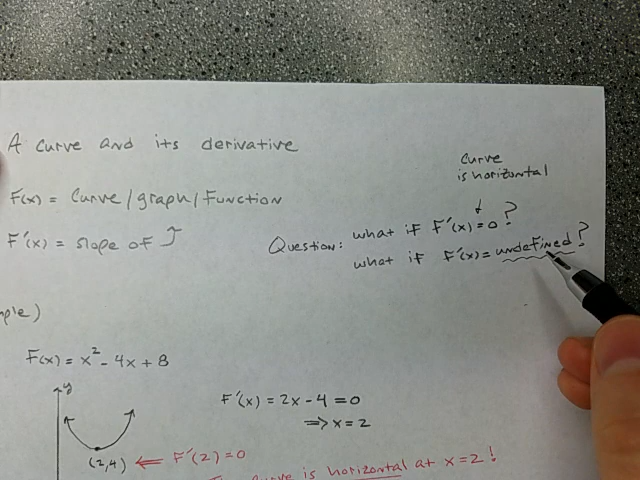 A curve and its derivative
curve
is horizontal
F(x) = Curve/graph/Function
Question: what if F'(x)=0?
F'(x) = slope of
what if F'(x)= undefined?
ple)
F(x) = x² - 4x + 8
y
F'(x) = 2x - 4 = 0
⇒ x = 2
(2,4) ⇐ F'(2) = 0
curve is horizontal at x=2!